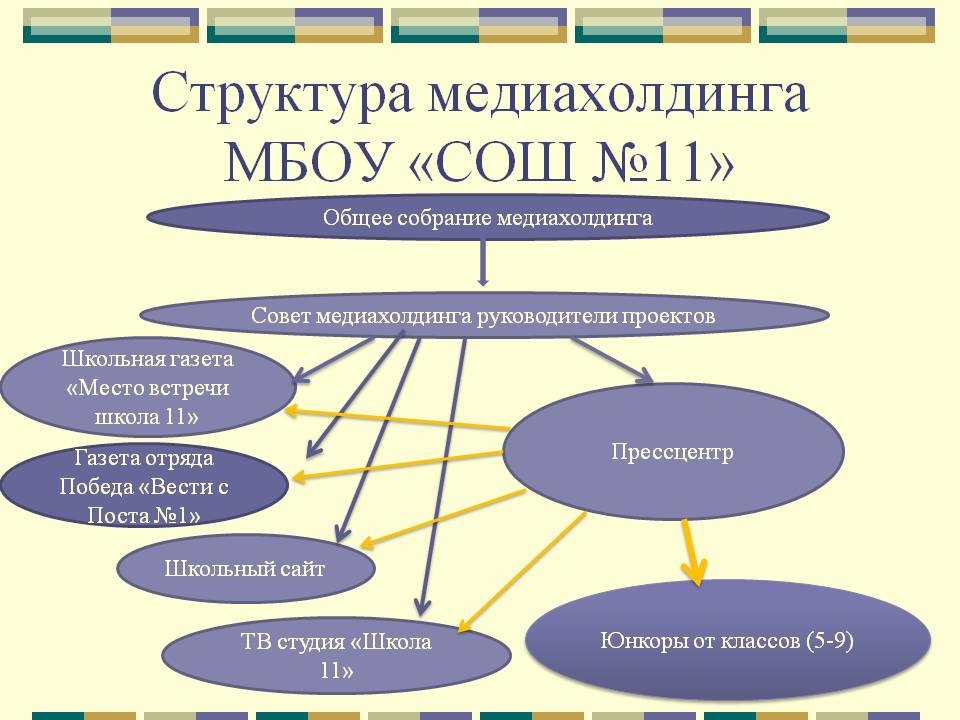 Структура медиахолдинга
МБОУ «СОШ №11»
Общее собрание медиахолдинга
Совет медиахолдинга руководители проектов
Школьная газета
«Место встречи
школа 11»
Прессцентр
Газета отряда
Победа «Вести с
Поста №1»
Школьный сайт
ТВ студия «Школа
11»
Юнкоры от классов (5-9)